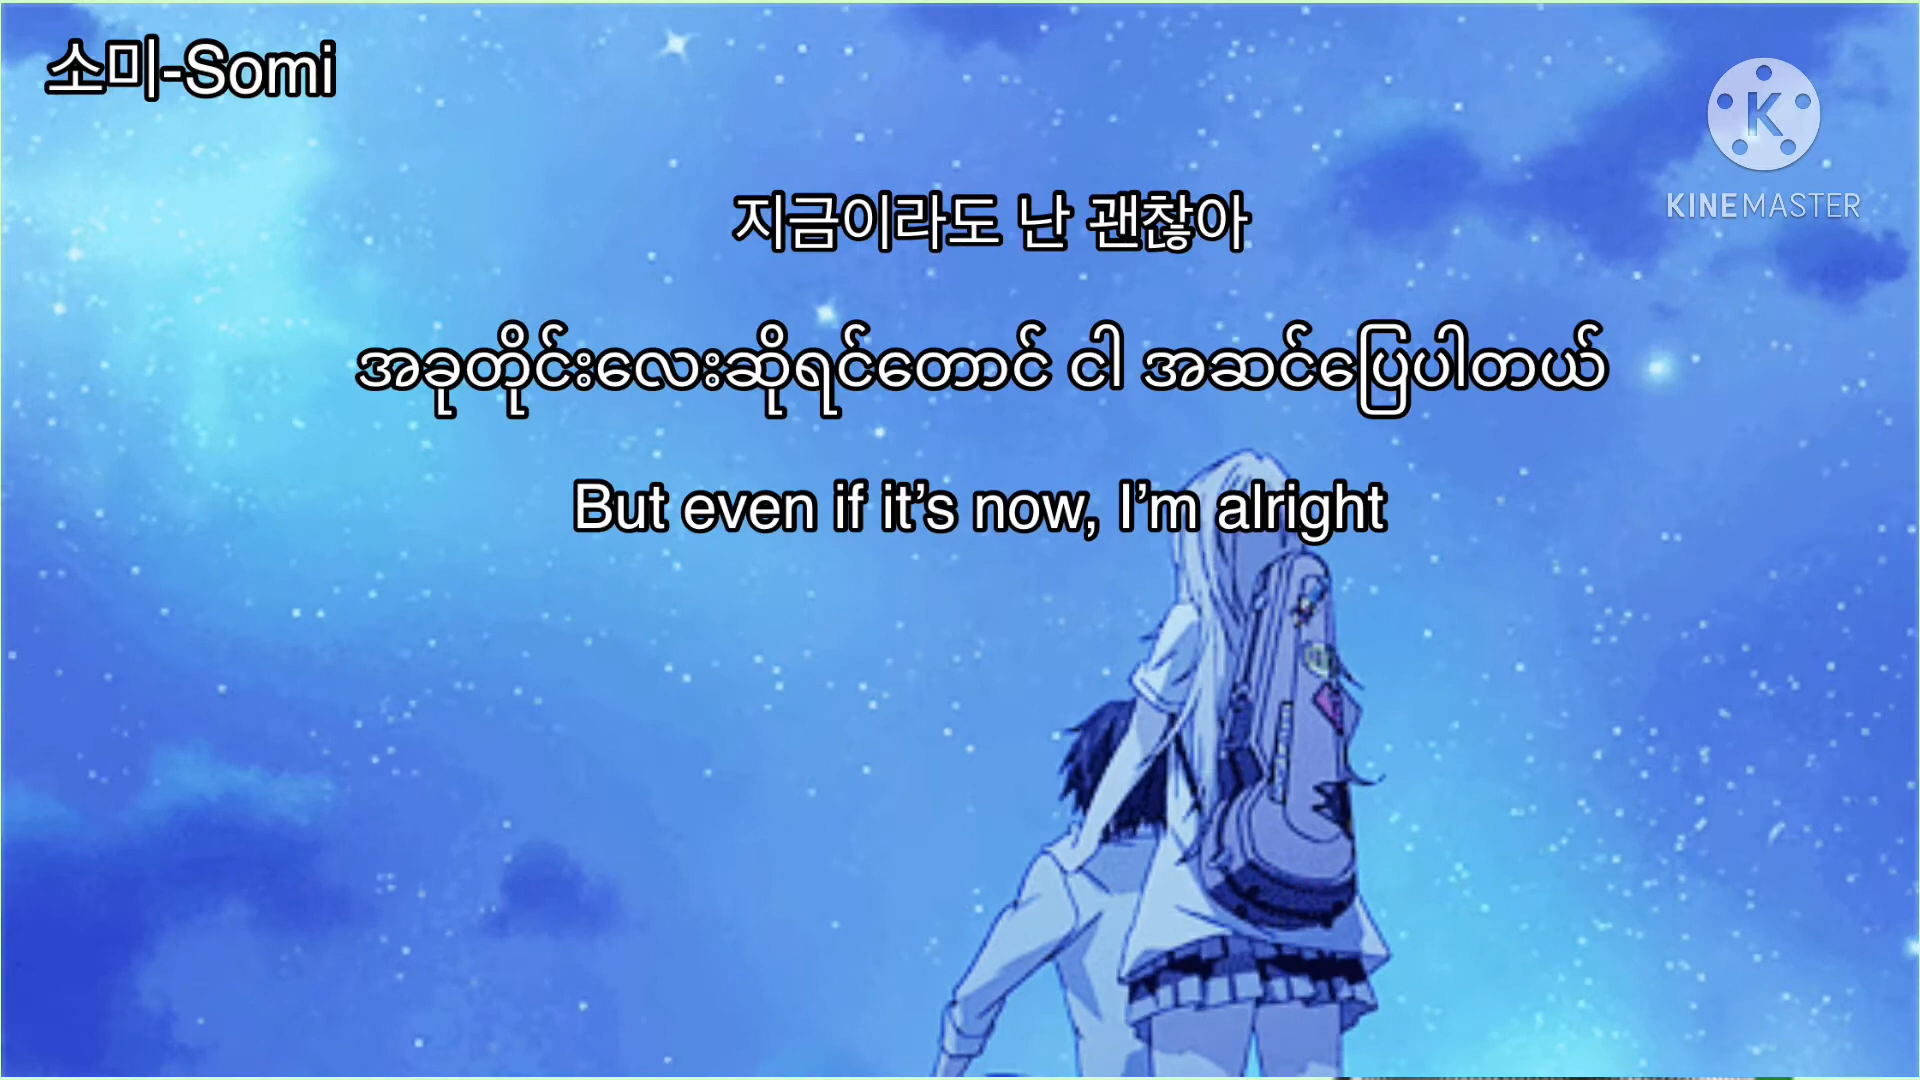 소미-Somi
KINEMASTER
지금이라도 난 괜찮아
အခုတိုင်းလေးဆိုရင်တောင် ငါ အဆင်ပြေပါတယ်
But even if it’s now, I’m alright